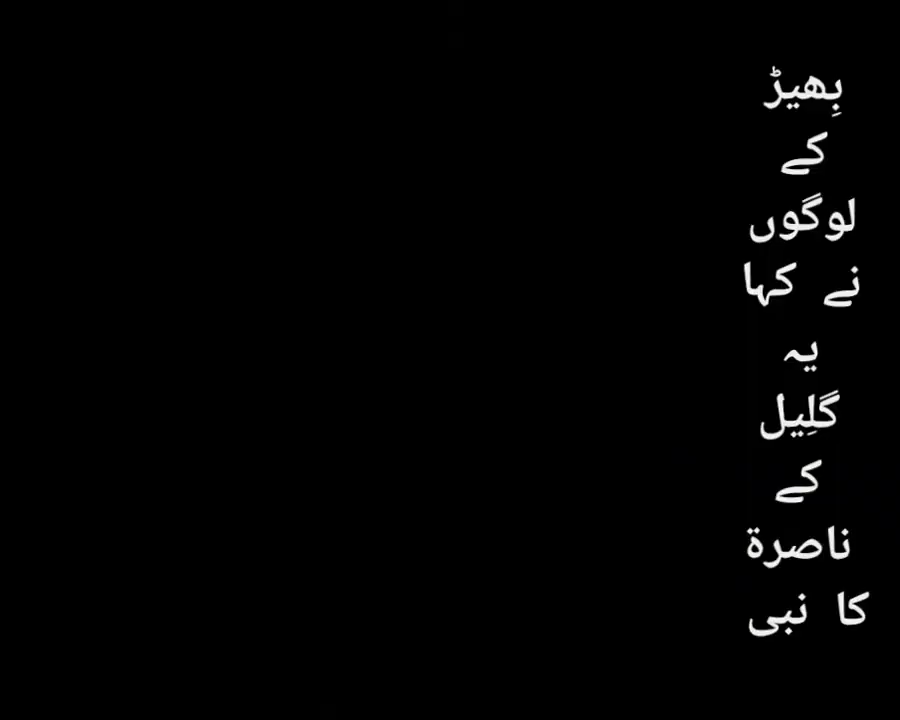 بِھیڑ
کے
لوگوں
نے کہا
یہ
گلِیل
کے
ناصرة
کا نبی